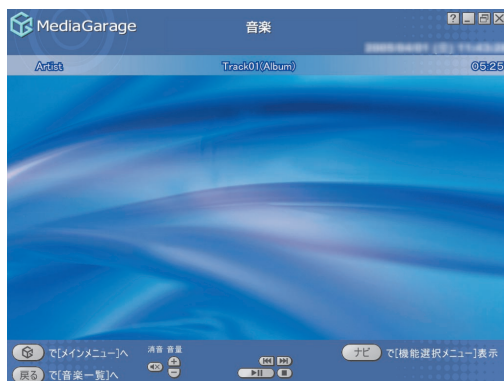 MediaGarage
音楽
Artist Track01(Album) 05:25
で[メインメニュー]へ 消音 音量 ナビ で[機能選択メニュー]表示
戻る で[音楽一覧]へ